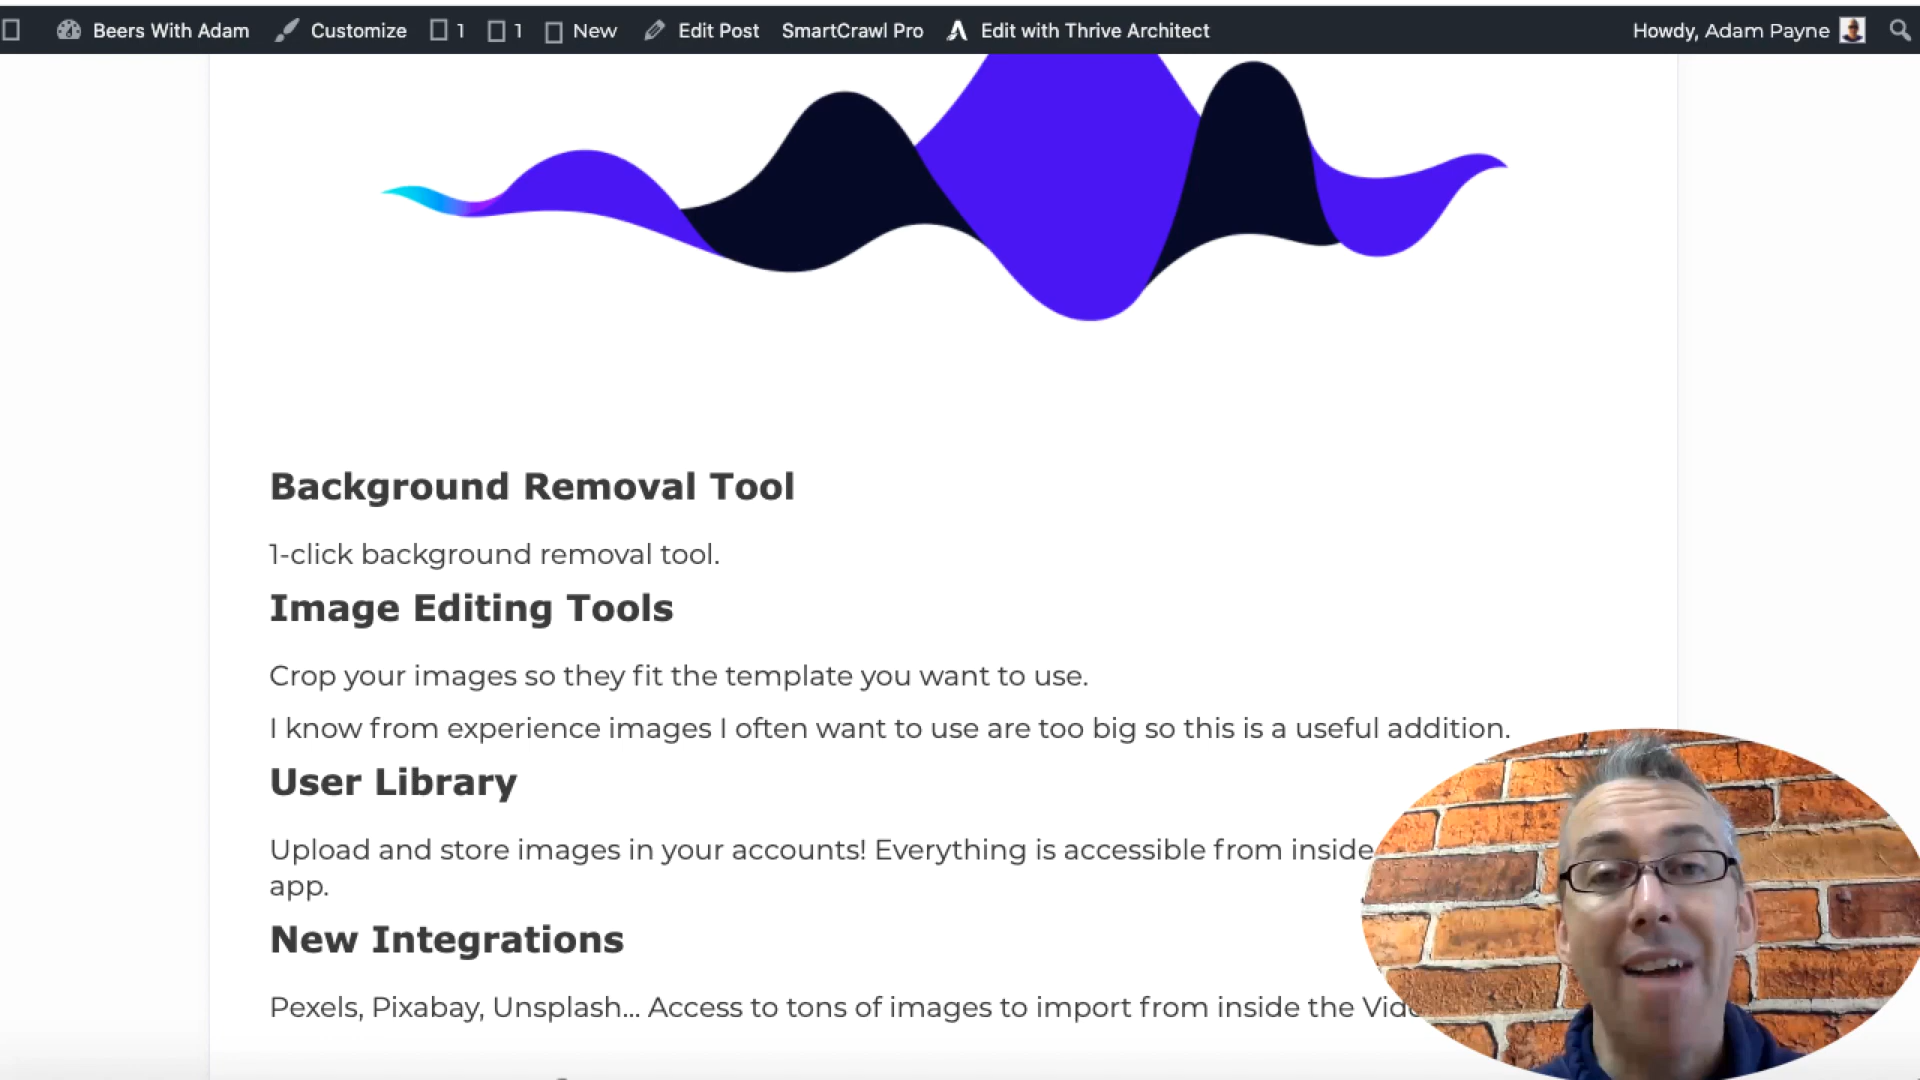 Beers With Adam Customize 1 1 New Edit Post SmartCrawl Pro Edit with Thrive Architect Howdy, Adam Payne
Background Removal Tool
1-click background removal tool.
Image Editing Tools
Crop your images so they fit the template you want to use.
I know from experience images I often want to use are too big so this is a useful addition.
User Library
Upload and store images in your accounts! Everything is accessible from inside
app.
New Integrations
Pexels, Pixabay, Unsplash... Access to tons of images to import from inside the